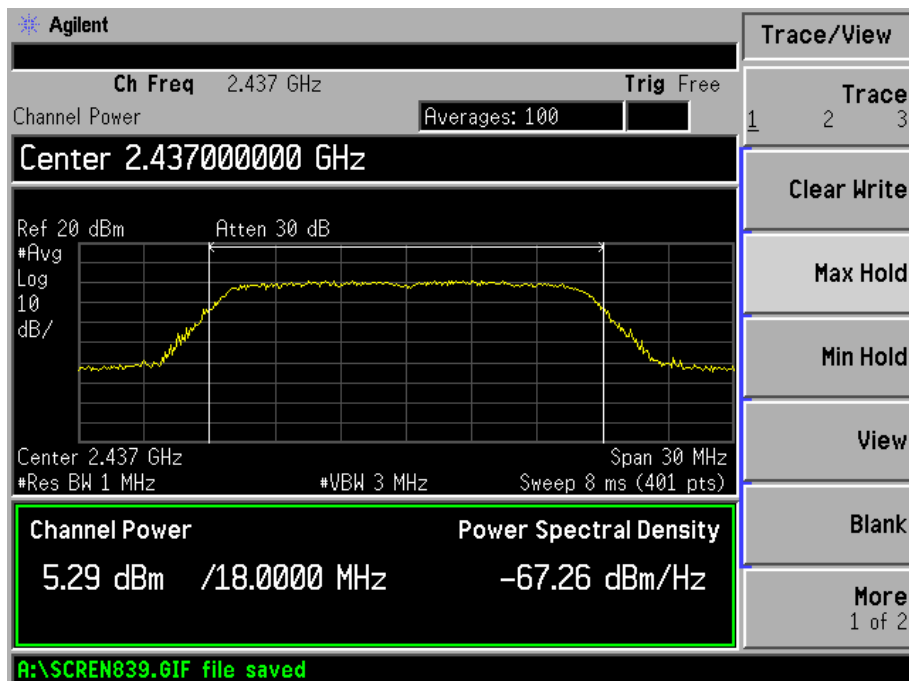 Agilent
Trace/View
Ch Freq 2.437 GHz Trig Free
Channel Power Averages: 100
Trace
1 2 3
Center 2.437000000 GHz
Clear Write
Ref 20 dBm Atten 30 dB
#Avg
Log
10
dB/
Max Hold
Min Hold
View
Center 2.437 GHz Span 30 MHz
#Res BW 1 MHz #VBW 3 MHz Sweep 8 ms (401 pts)
Channel Power Power Spectral Density
5.29 dBm /18.0000 MHz -67.26 dBm/Hz
Blank
More
1 of 2
A:\SCREN839.GIF file saved